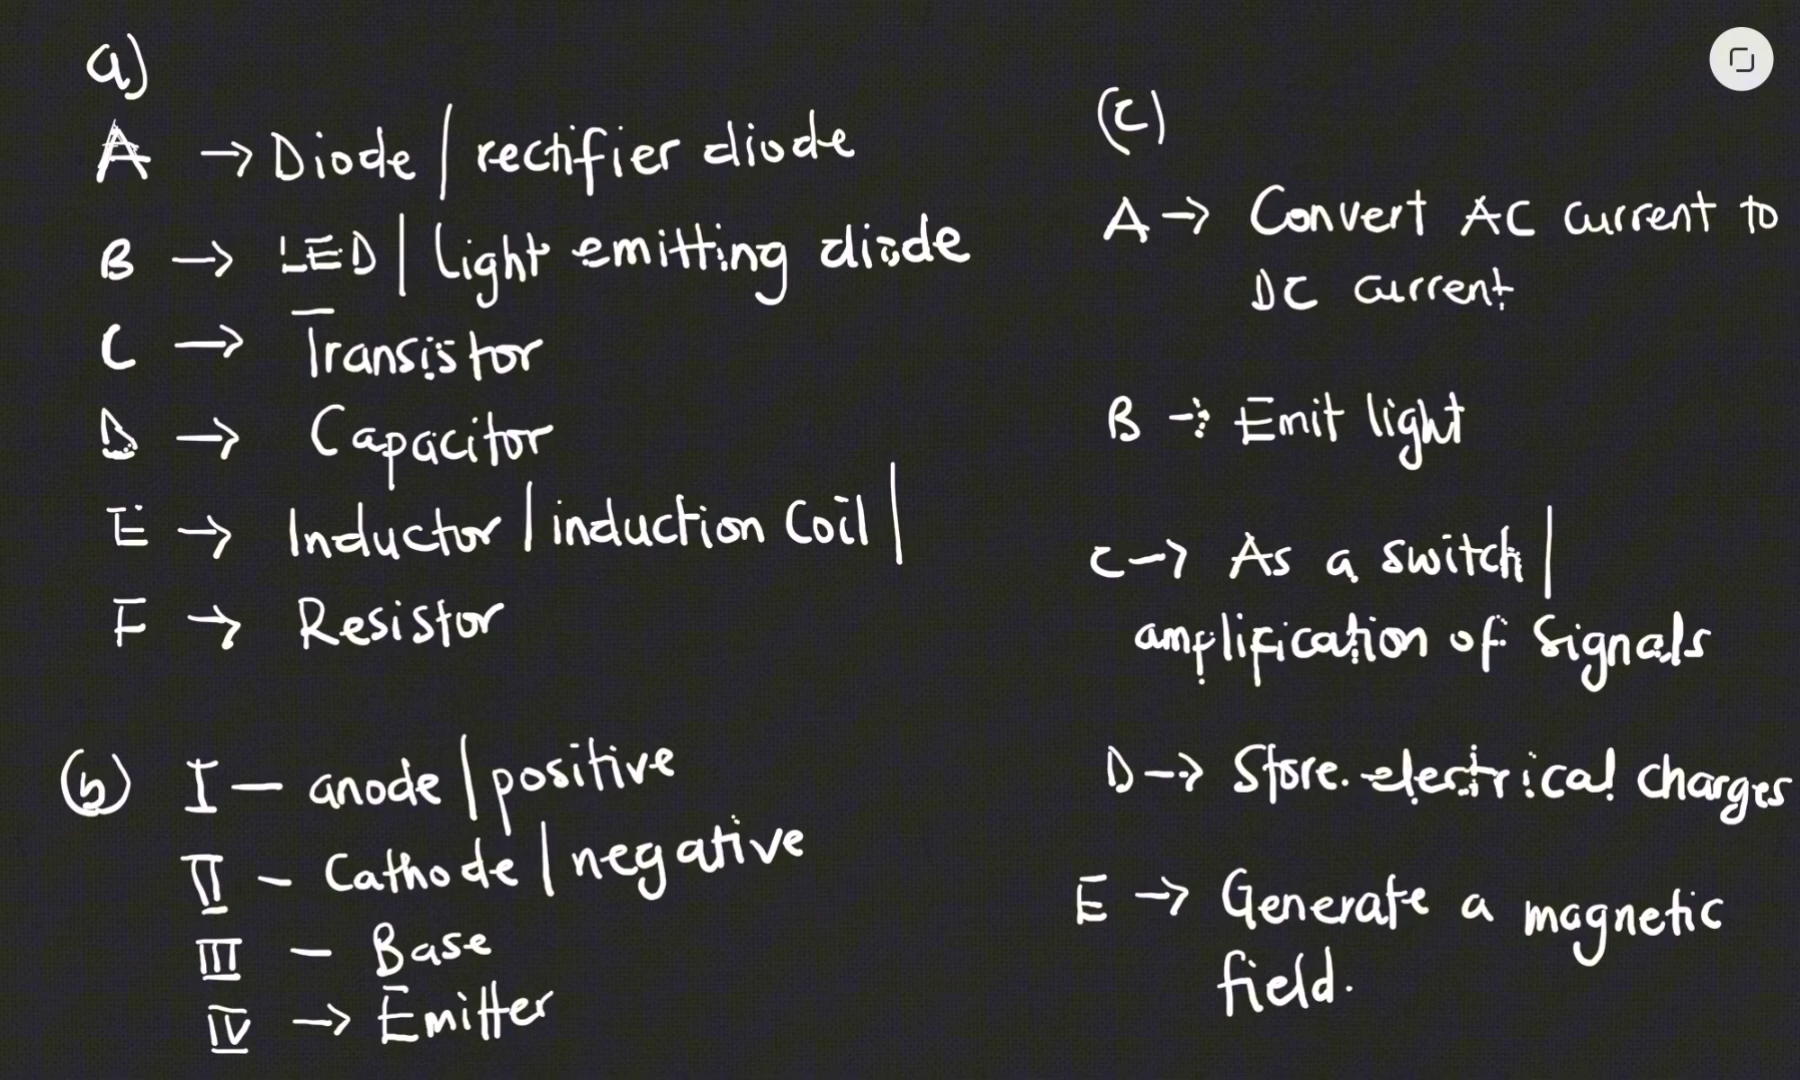 a)
A → Diode / rectifier diode
B → LED / Light emitting diode
C → Transistor
D → Capacitor
E → Inductor / induction Coil /
F → Resistor
(b) I — anode / positive
II — Cathode / negative
III — Base
IV → Emitter
(c)
A → Convert AC current to
DC current
B → Emit light
C → As a switch /
amplification of Signals
D → Store electrical charges
E → Generate a magnetic
field.